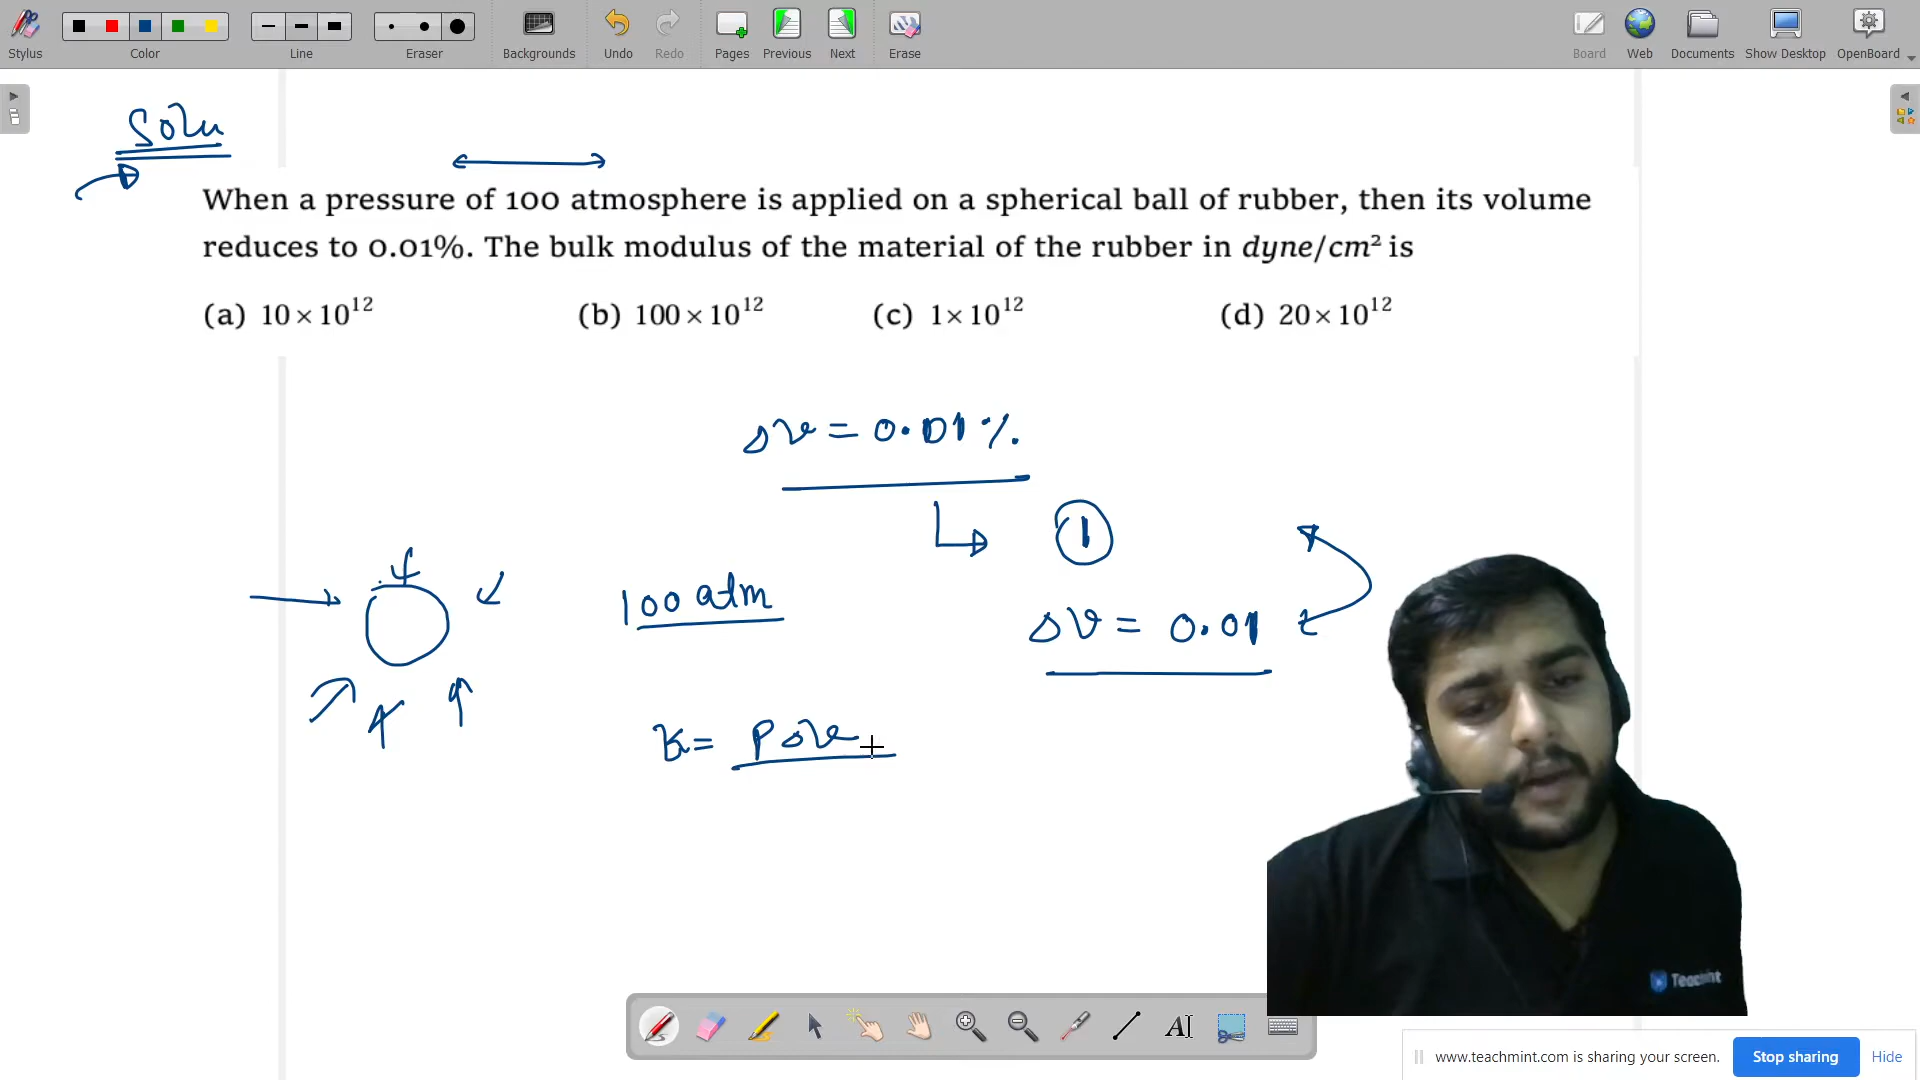 Stylus Color Line Eraser Backgrounds Undo Redo Pages Previous Next Erase Board Web Documents Show Desktop OpenBoard
Solu
When a pressure of 100 atmosphere is applied on a spherical ball of rubber, then its volume
reduces to 0.01%. The bulk modulus of the material of the rubber in dyne/cm² is
(a) 10 × 10¹² (b) 100 × 10¹² (c) 1 × 10¹² (d) 20 × 10¹²
ΔV = 0.01 %.
1
100 atm
ΔV = 0.01
K = P
Teachmint
www.teachmint.com is sharing your screen. Stop sharing Hide